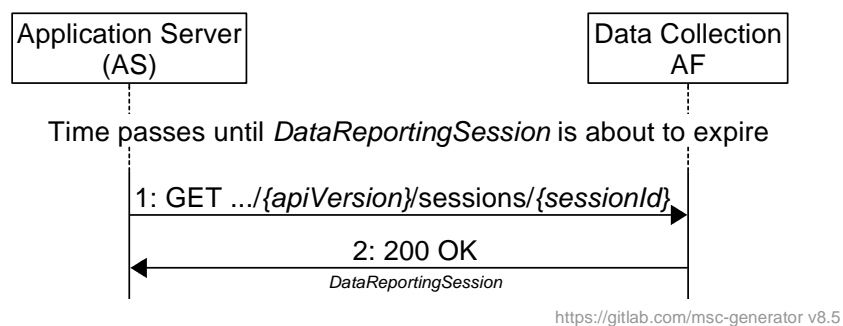 Application Server
(AS)
Data Collection
AF
Time passes until DataReportingSession is about to expire
1: GET .../{apiVersion}/sessions/{sessionId}
2: 200 OK
DataReportingSession
https://gitlab.com/msc-generator v8.5